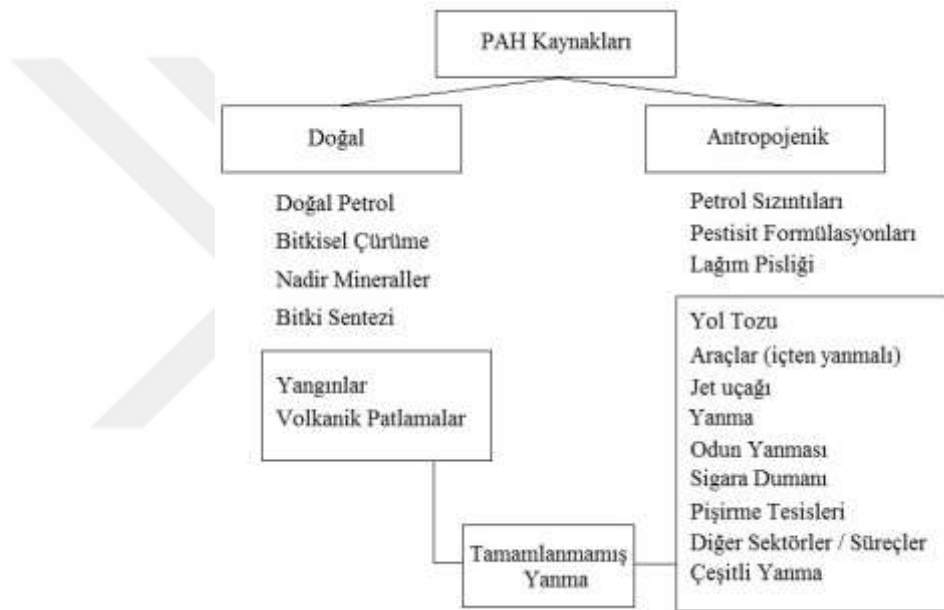 PAH Kaynakları
Doğal
Doğal Petrol
Bitkisel Çürüme
Nadir Mineraller
Bitki Sentezi
Yangınlar
Volkanik Patlamalar
Antropojenik
Petrol Sızıntıları
Pestisit Formülasyonları
Lağım Pisliği
Yol Tozu
Araçlar (içten yanmalı)
Jet uçağı
Yanma
Odun Yanması
Sigara Dumanı
Pişirme Tesisleri
Diğer Sektörler / Süreçler
Çeşitli Yanma
Tamamlanmamış
Yanma